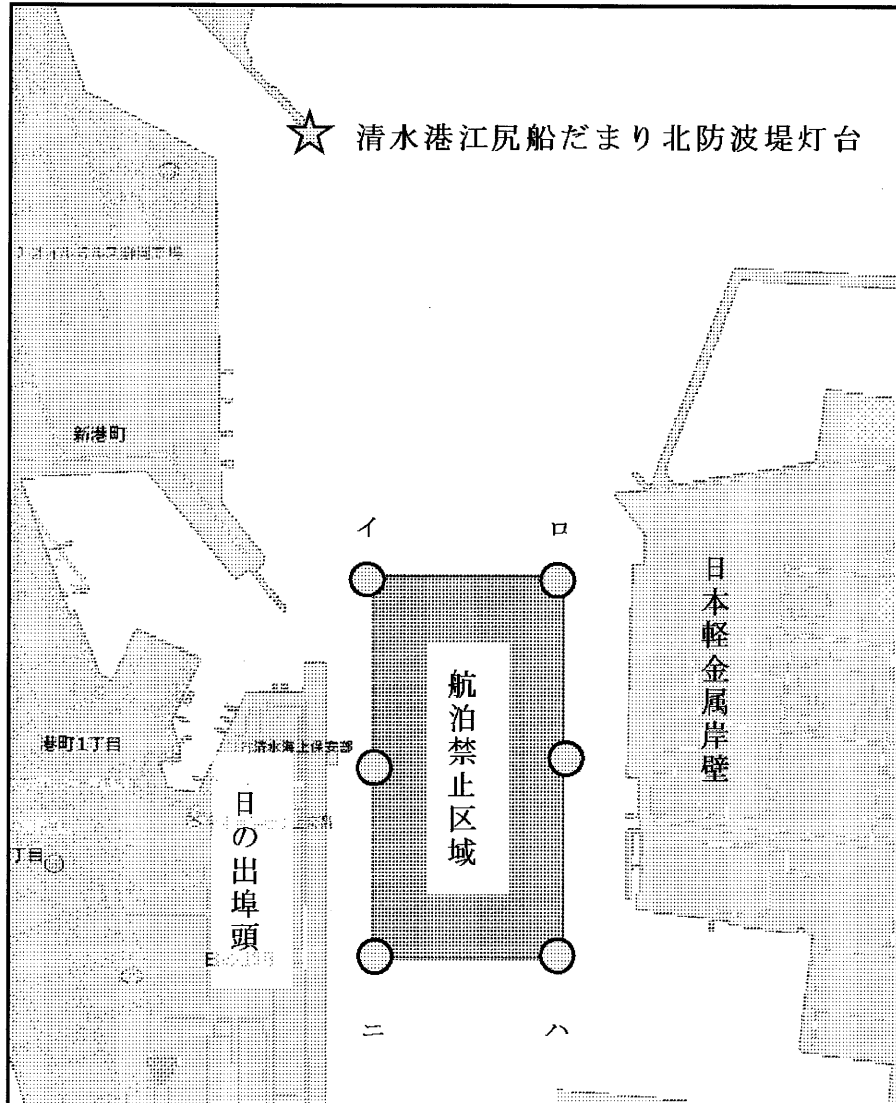 清水港江尻船だまり北防波堤灯台
新港町
イ
ロ
日本軽金属岸壁
航泊禁止区域
港町1丁目
清水海上保安部
日の出埠頭
丁目
ニ
ハ